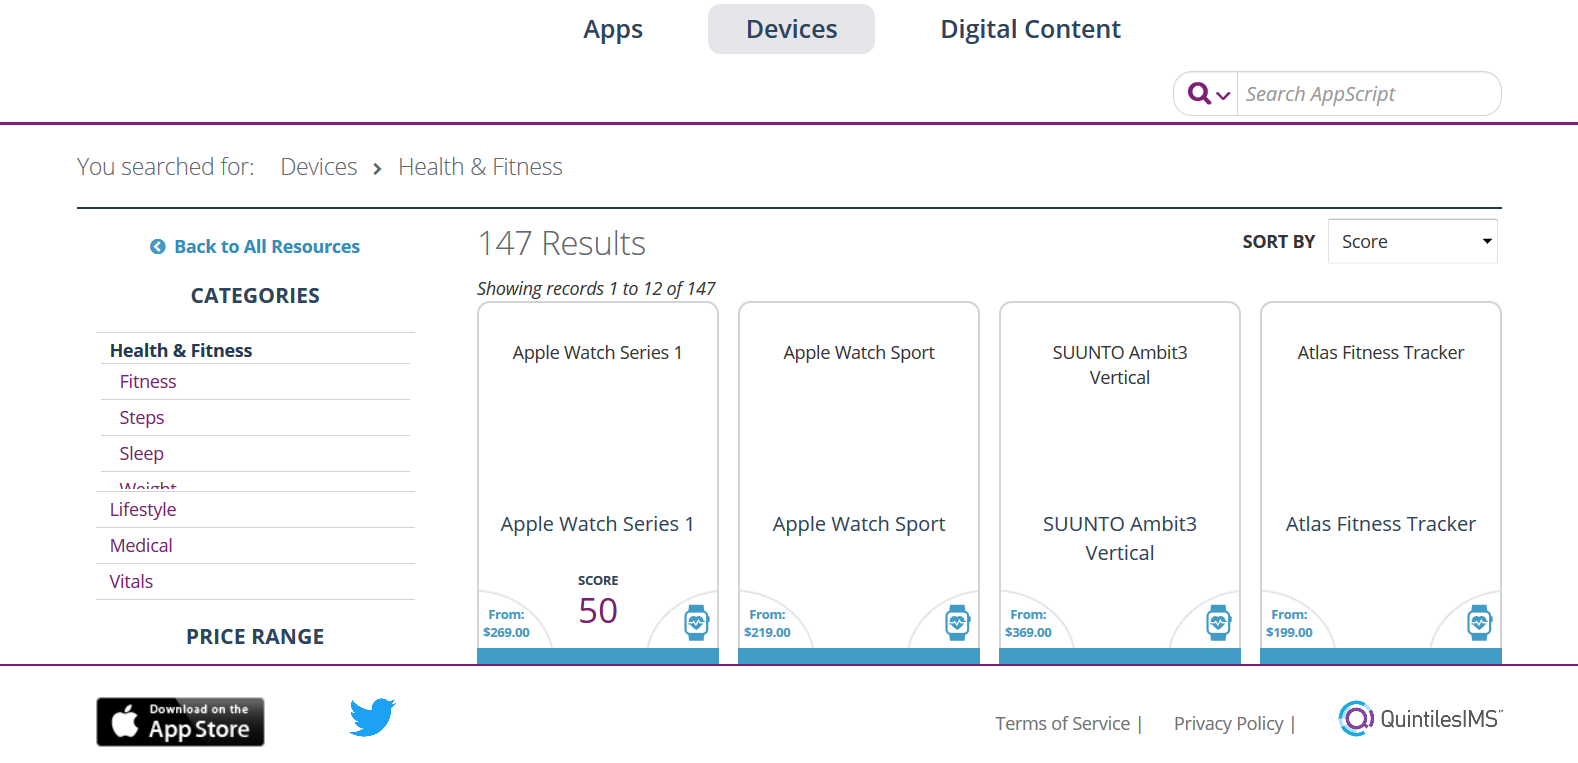 Apps
Devices
Digital Content
Search AppScript
You searched for: Devices > Health & Fitness
Back to All Resources
CATEGORIES
Health & Fitness
Fitness
Steps
Sleep
Weight
Lifestyle
Medical
Vitals
PRICE RANGE
147 Results
SORT BY Score
Showing records 1 to 12 of 147
Apple Watch Series 1
Apple Watch Series 1
SCORE
50
From:
$269.00
Apple Watch Sport
Apple Watch Sport
From:
$219.00
SUUNTO Ambit3
Vertical
SUUNTO Ambit3
Vertical
From:
$369.00
Atlas Fitness Tracker
Atlas Fitness Tracker
From:
$199.00
Download on the
App Store
Terms of Service |
Privacy Policy |
QuintilesIMS™